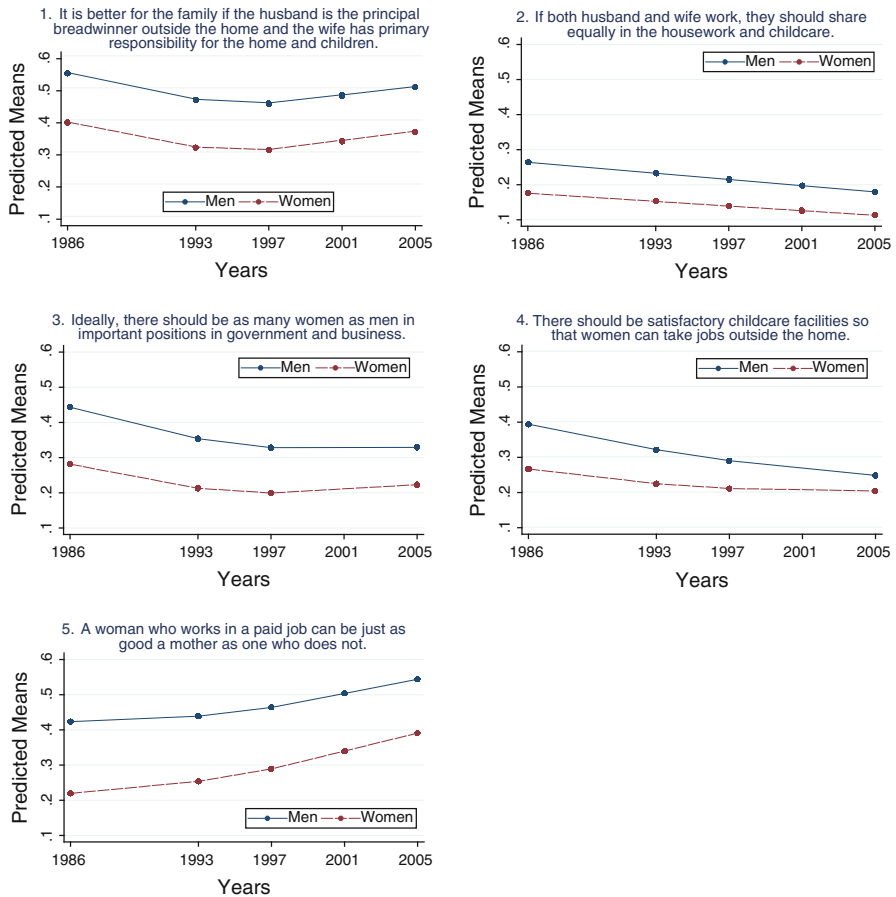 1. It is better for the family if the husband is the principal
breadwinner outside the home and the wife has primary
responsibility for the home and children.
Predicted Means
.6
.5
.4
.3
.2
.1
Men Women
1986 1993 1997 2001 2005
Years
2. If both husband and wife work, they should share
equally in the housework and childcare.
Predicted Means
.6
.5
.4
.3
.2
.1
Men Women
1986 1993 1997 2001 2005
Years
3. Ideally, there should be as many women as men in
important positions in government and business.
Predicted Means
.6
.5
.4
.3
.2
.1
Men Women
1986 1993 1997 2001 2005
Years
4. There should be satisfactory childcare facilities so
that women can take jobs outside the home.
Predicted Means
.6
.5
.4
.3
.2
.1
Men Women
1986 1993 1997 2001 2005
Years
5. A woman who works in a paid job can be just as
good a mother as one who does not.
Predicted Means
.6
.5
.4
.3
.2
.1
Men Women
1986 1993 1997 2001 2005
Years